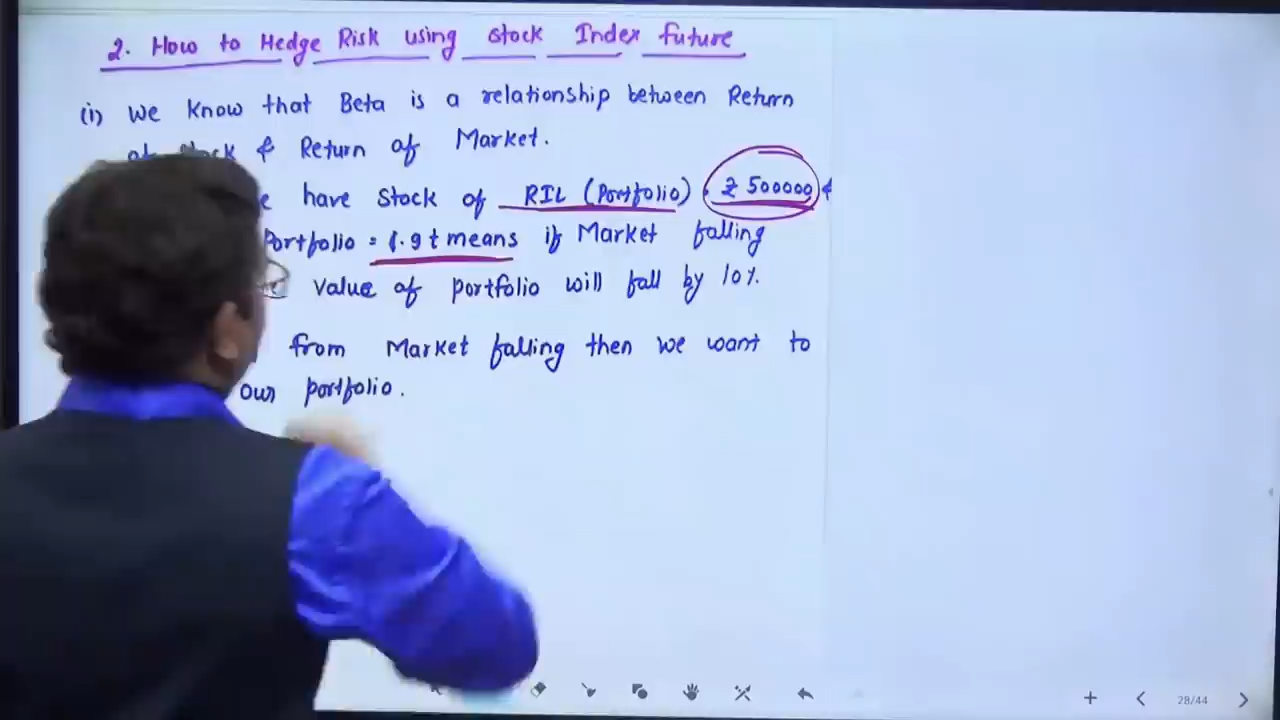 2. How to Hedge Risk using stock Index future
(i) We know that Beta is a relationship between Return
& Return of Market.
have stock of RIL (Portfolio) ₹ 500000 &
Portfolio = means if Market falling
value of portfolio will fall by 10%.
from Market falling then we want to
our portfolio.
28/44